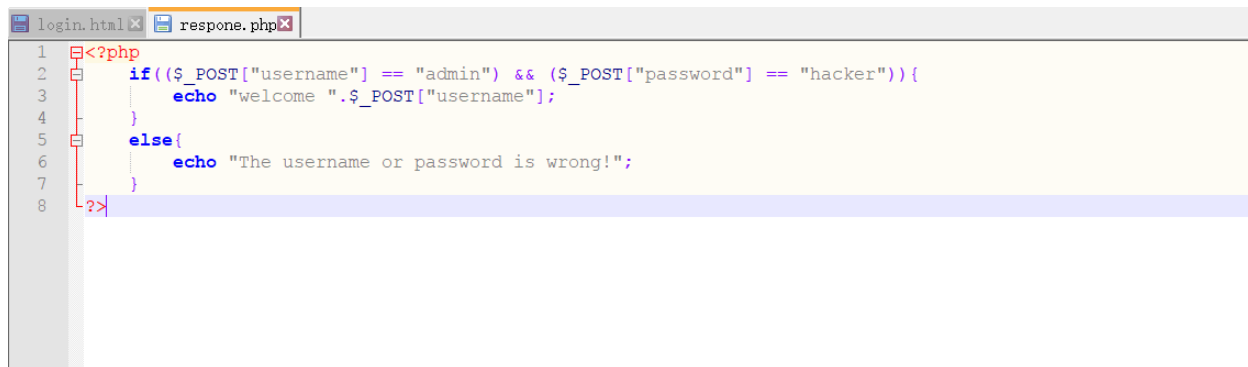 login.html respone.php
1 <?php
2     if(($_POST["username"] == "admin") && ($_POST["password"] == "hacker")){
3         echo "welcome ".$_POST["username"];
4     }
5     else{
6         echo "The username or password is wrong!";
7     }
8 ?>